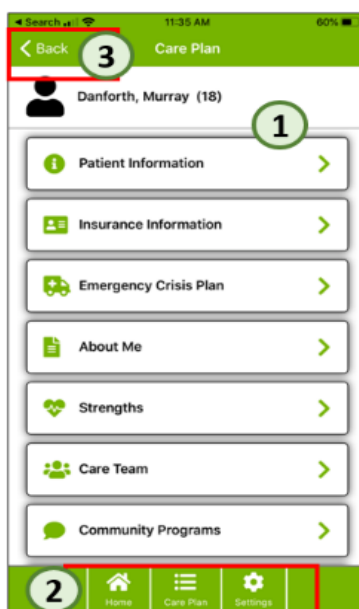 Search 11:35 AM 60%
Back 3 Care Plan
Danforth, Murray (18)
1
Patient Information
Insurance Information
Emergency Crisis Plan
About Me
Strengths
Care Team
Community Programs
2
Home Care Plan Settings